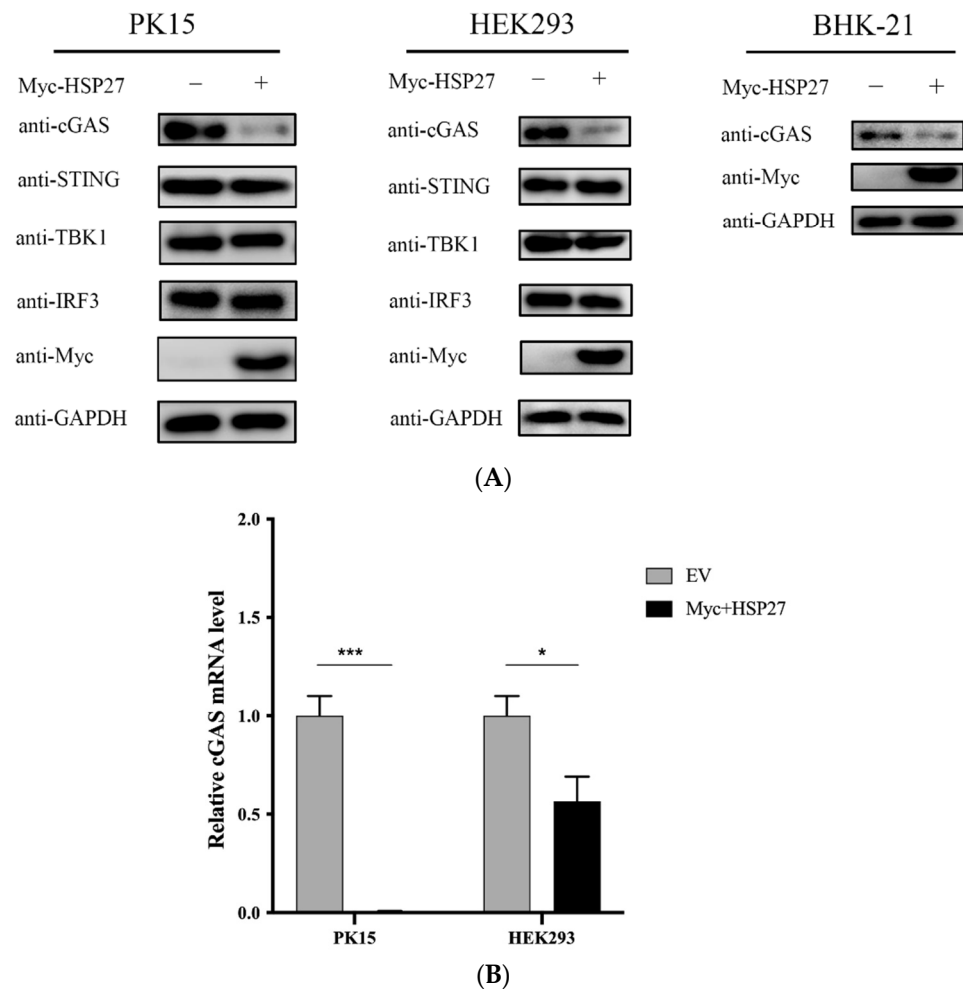 PK15
Myc-HSP27 − +
anti-cGAS
anti-STING
anti-TBK1
anti-IRF3
anti-Myc
anti-GAPDH
HEK293
Myc-HSP27 − +
anti-cGAS
anti-STING
anti-TBK1
anti-IRF3
anti-Myc
anti-GAPDH
BHK-21
Myc-HSP27 − +
anti-cGAS
anti-Myc
anti-GAPDH
(A)
Relative cGAS mRNA level
2.0
1.5
1.0
0.5
0.0
***
*
EV
Myc+HSP27
PK15
HEK293
(B)